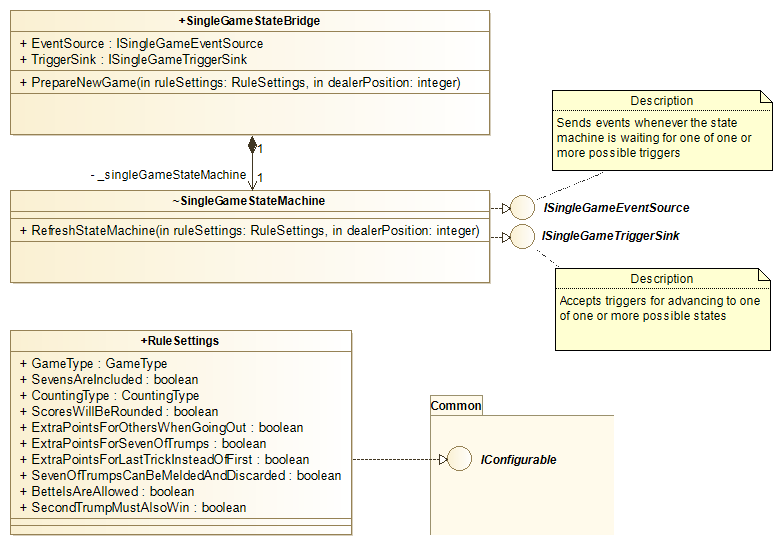 +SingleGameStateBridge
+ EventSource : ISingleGameEventSource
+ TriggerSink : ISingleGameTriggerSink
+ PrepareNewGame(in ruleSettings: RuleSettings, in dealerPosition: integer)
1
- _singleGameStateMachine
1
~SingleGameStateMachine
+ RefreshStateMachine(in ruleSettings: RuleSettings, in dealerPosition: integer)
Description
Sends events whenever the state
machine is waiting for one of one or
more possible triggers
ISingleGameEventSource
ISingleGameTriggerSink
Description
Accepts triggers for advancing to one
of one or more possible states
+RuleSettings
+ GameType : GameType
+ SevensAreIncluded : boolean
+ CountingType : CountingType
+ ScoresWillBeRounded : boolean
+ ExtraPointsForOthersWhenGoingOut : boolean
+ ExtraPointsForSevenOfTrumps : boolean
+ ExtraPointsForLastTrickInsteadOfFirst : boolean
+ SevenOfTrumpsCanBeMeldedAndDiscarded : boolean
+ BettelsAreAllowed : boolean
+ SecondTrumpMustAlsoWin : boolean
Common
IConfigurable